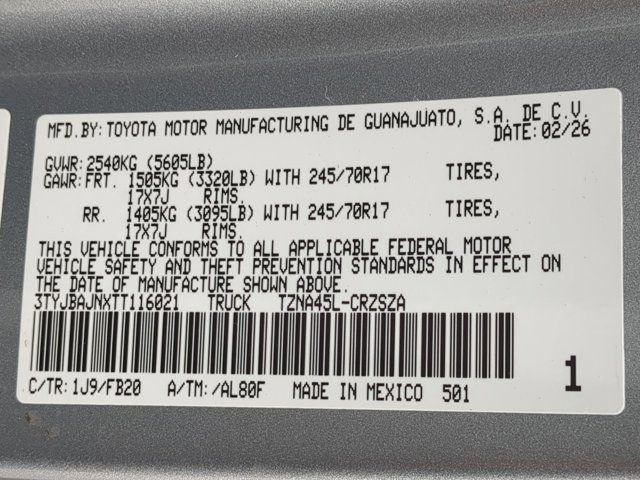 MFD.BY: TOYOTA MOTOR MANUFACTURING DE GUANAJUATO, S.A. DE C.V.
DATE: 02/26
GVWR: 2540KG (5605LB)
GAWR: FRT. 1505KG (3320LB) WITH 245/70R17 TIRES,
17X7J RIMS.
RR. 1405KG (3095LB) WITH 245/70R17 TIRES,
17X7J RIMS.
THIS VEHICLE CONFORMS TO ALL APPLICABLE FEDERAL MOTOR
VEHICLE SAFETY AND THEFT PREVENTION STANDARDS IN EFFECT ON
THE DATE OF MANUFACTURE SHOWN ABOVE.
3TYJBAJNXTT116021 TRUCK TZNA45L-CRZSZA
C/TR: 1J9/FB20 A/TM: /AL80F MADE IN MEXICO 501 1